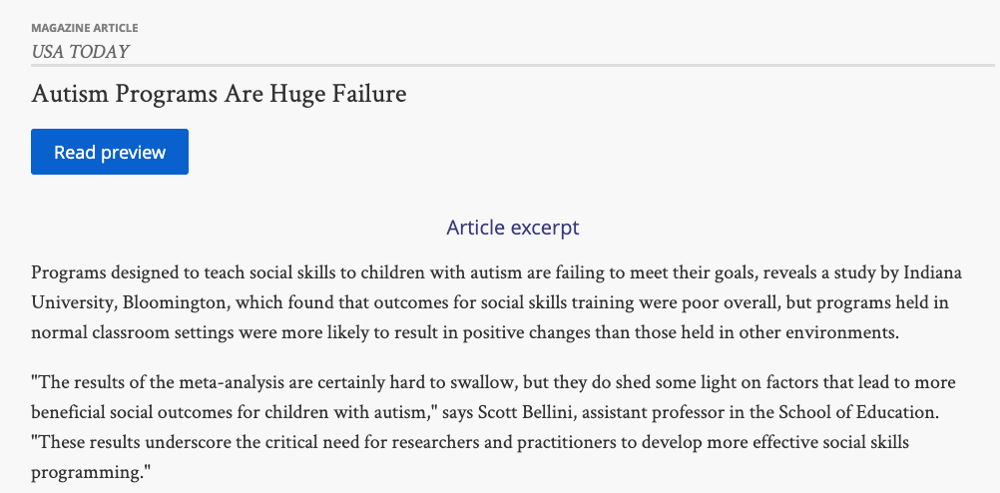 MAGAZINE ARTICLE
USA TODAY
Autism Programs Are Huge Failure
Read preview
Article excerpt
Programs designed to teach social skills to children with autism are failing to meet their goals, reveals a study by Indiana
University, Bloomington, which found that outcomes for social skills training were poor overall, but programs held in
normal classroom settings were more likely to result in positive changes than those held in other environments.
"The results of the meta-analysis are certainly hard to swallow, but they do shed some light on factors that lead to more
beneficial social outcomes for children with autism," says Scott Bellini, assistant professor in the School of Education.
"These results underscore the critical need for researchers and practitioners to develop more effective social skills
programming."